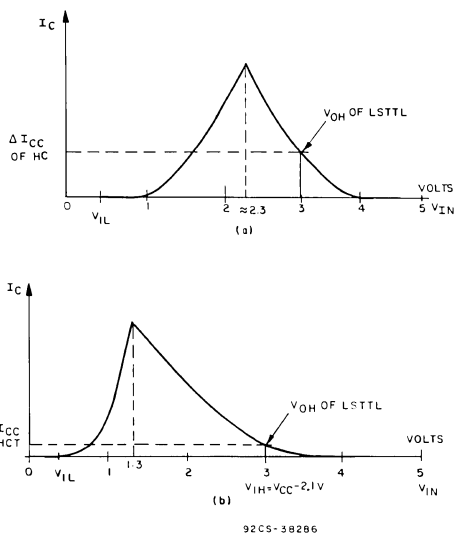 IC
ΔICC
OF HC
VOH OF LSTTL
VOLTS
0 VIL 1 2 ≈2.3 3 4 5 VIN
(a)
IC
VOH OF LSTTL
ICC
HCT
VOLTS
0 VIL 1 1.3 3 4 5
VIH=VCC-2.1V VIN
(b)
92CS-38286